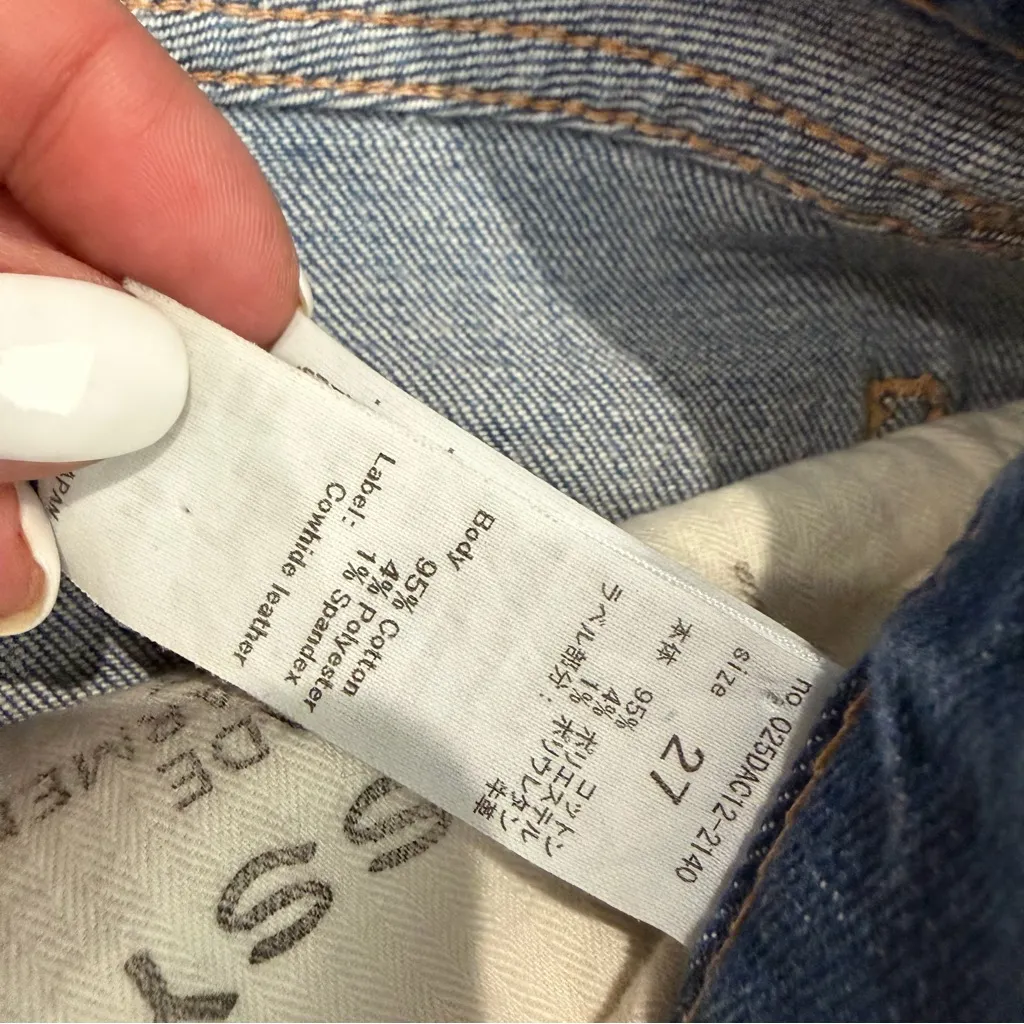 no 025DAC12-2140
size 27
本体 95% コットン
4% ポリエステル
1% ポリウレタン
ラベル部分: 牛革
Body
95% Cotton
4% Polyester
1% Spandex
Label:
Cowhide leather
DE
SS
Y